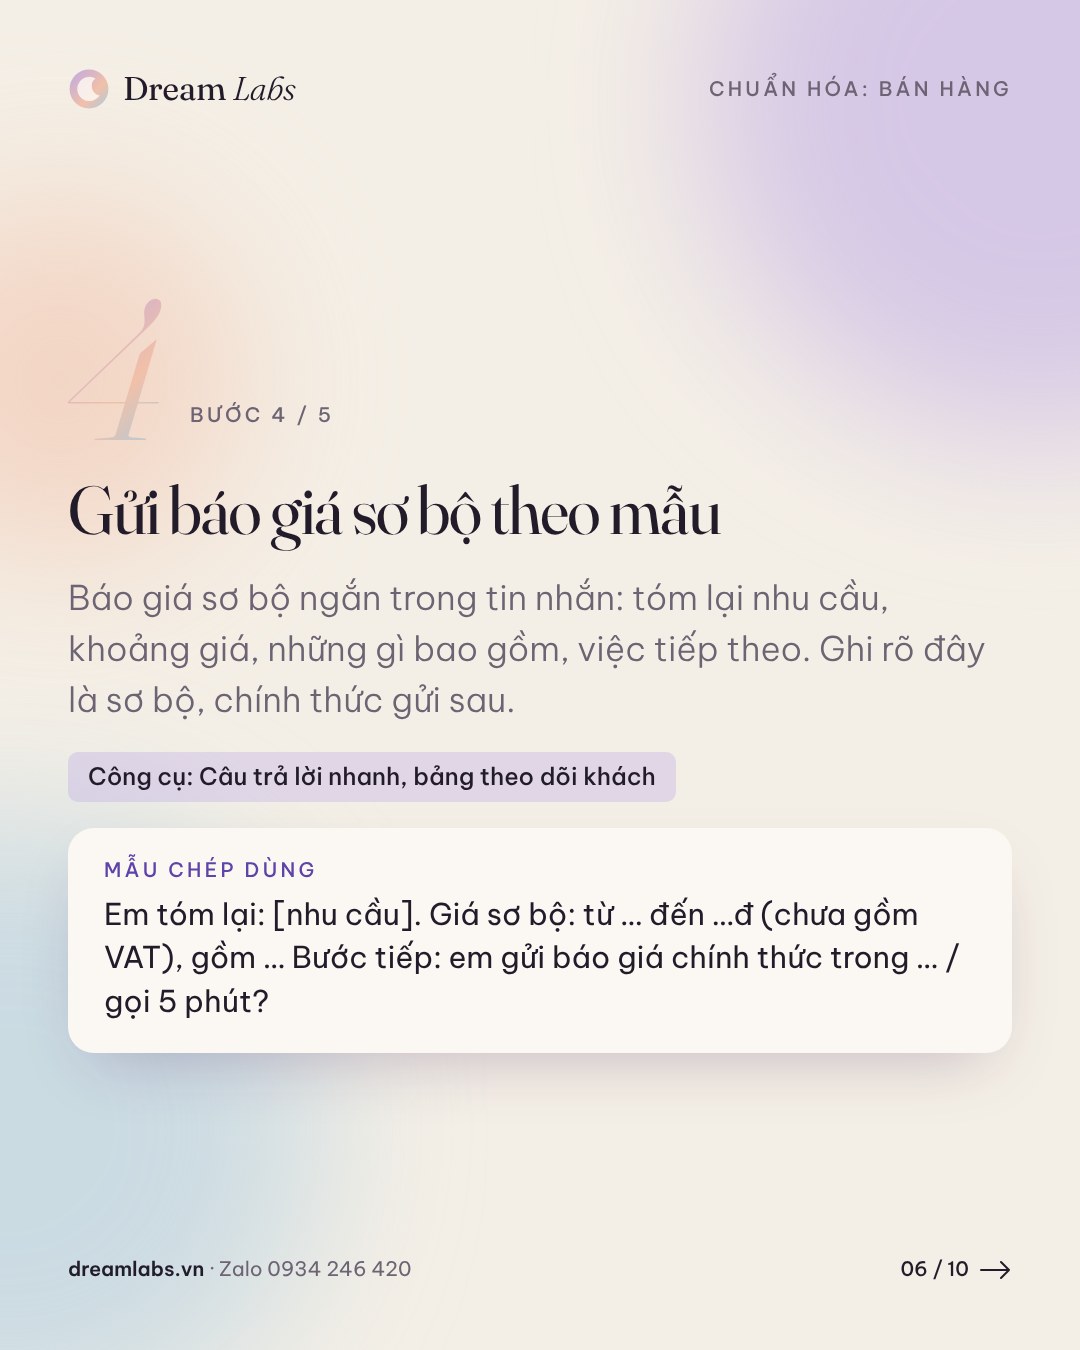 Dream Labs
CHUẨN HÓA: BÁN HÀNG
4
BƯỚC 4 / 5
Gửi báo giá sơ bộ theo mẫu
Báo giá sơ bộ ngắn trong tin nhắn: tóm lại nhu cầu,
khoảng giá, những gì bao gồm, việc tiếp theo. Ghi rõ đây
là sơ bộ, chính thức gửi sau.
Công cụ: Câu trả lời nhanh, bảng theo dõi khách
MẪU CHÉP DÙNG
Em tóm lại: [nhu cầu]. Giá sơ bộ: từ ... đến ...đ (chưa gồm
VAT), gồm ... Bước tiếp: em gửi báo giá chính thức trong ... /
gọi 5 phút?
dreamlabs.vn · Zalo 0934 246 420
06 / 10 →